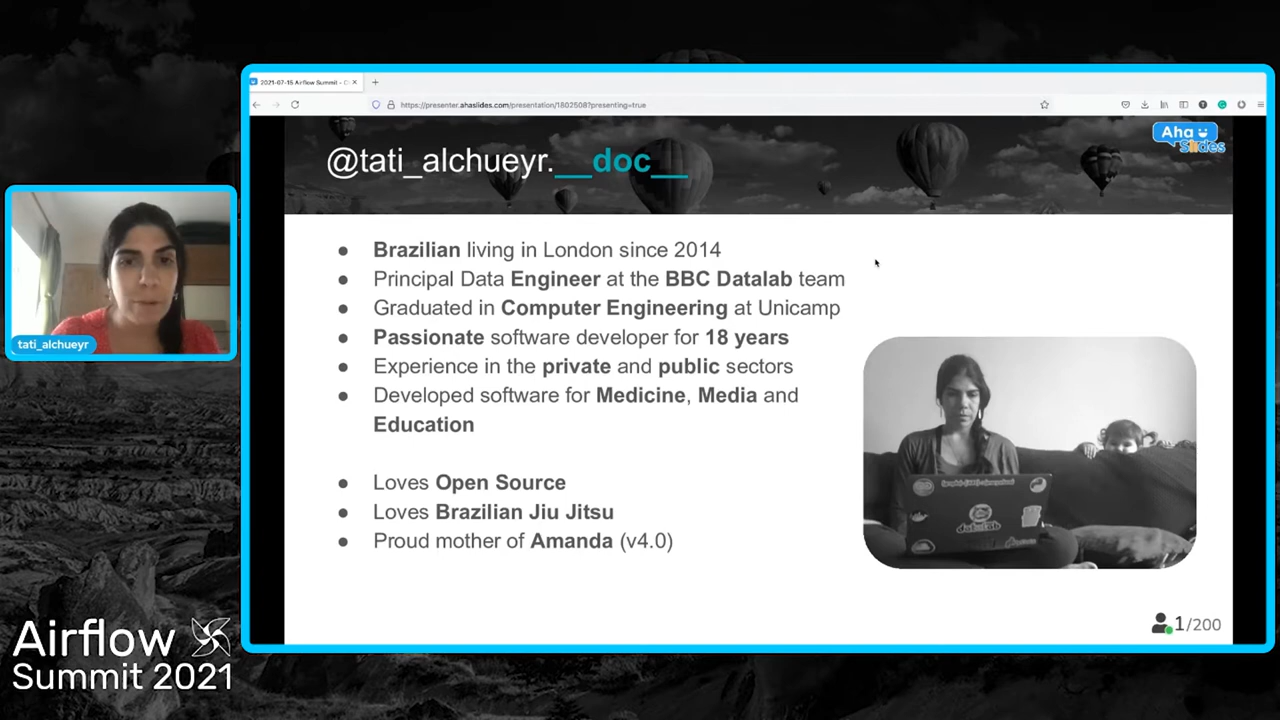 2021-07-15 Airflow Summit - C
https://presenter.ahaslides.com/presentation/1802508?presenting=true
Aha
Slides
@tati_alchueyr.__doc__
● Brazilian living in London since 2014
● Principal Data Engineer at the BBC Datalab team
● Graduated in Computer Engineering at Unicamp
● Passionate software developer for 18 years
● Experience in the private and public sectors
● Developed software for Medicine, Media and
Education
● Loves Open Source
● Loves Brazilian Jiu Jitsu
● Proud mother of Amanda (v4.0)
datalab
1/200
tati_alchueyr
Airflow
Summit 2021